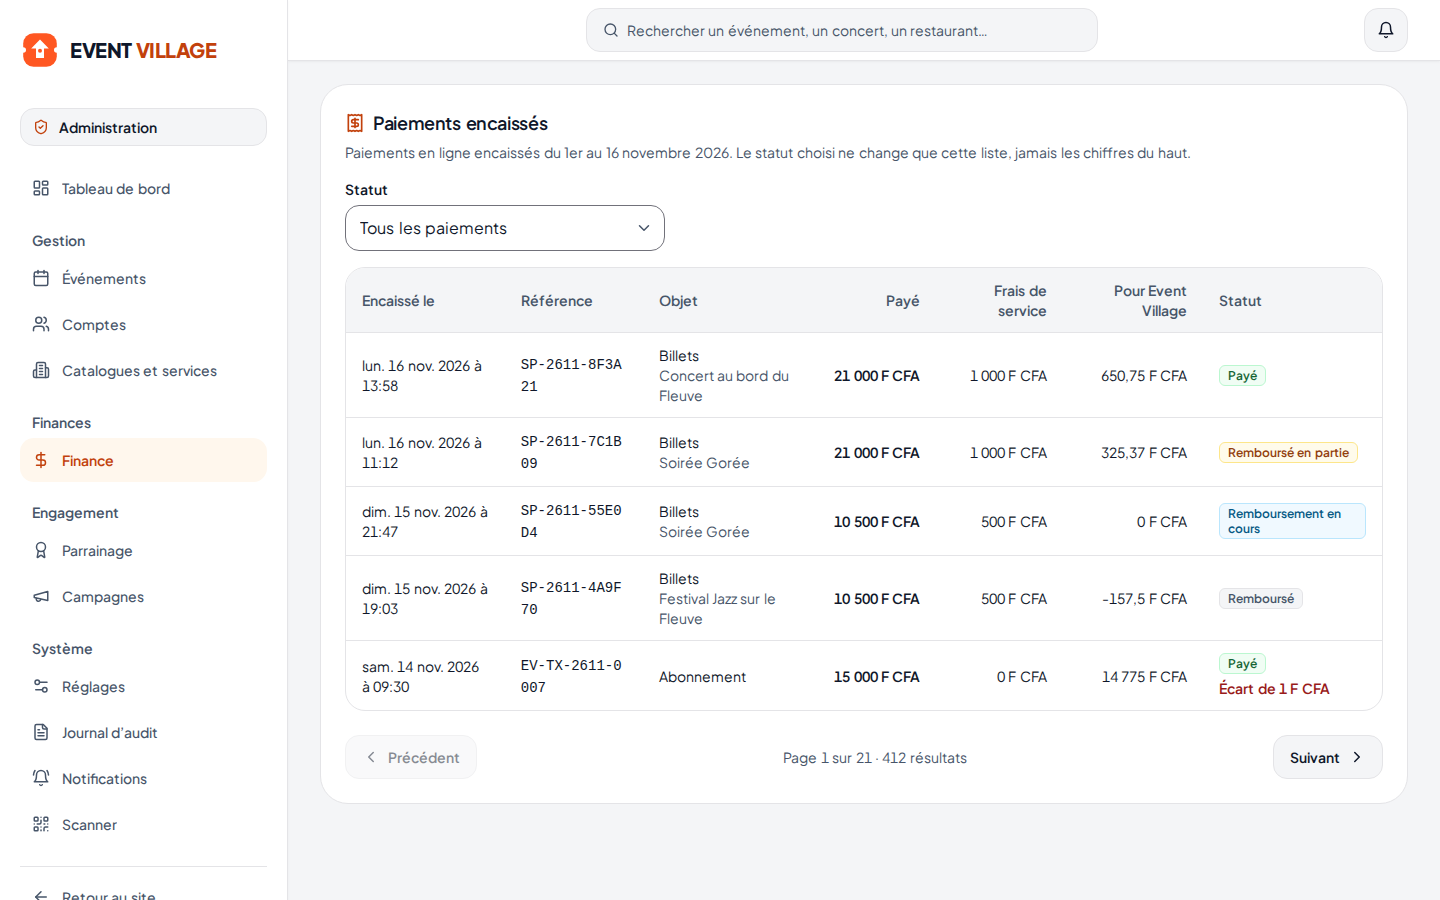 EVENT VILLAGE
Rechercher un événement, un concert, un restaurant...
Administration
Tableau de bord
Gestion
Événements
Comptes
Catalogues et services
Finances
Finance
Engagement
Parrainage
Campagnes
Système
Réglages
Journal d’audit
Notifications
Scanner
Retour au site
Paiements encaissés
Paiements en ligne encaissés du 1er au 16 novembre 2026. Le statut choisi ne change que cette liste, jamais les chiffres du haut.
Statut
Tous les paiements
Encaissé le
Référence
Objet
Payé
Frais de
service
Pour Event
Village
Statut
lun. 16 nov. 2026 à
13:58
SP-2611-8F3A
21
Billets
Concert au bord du
Fleuve
21 000 F CFA
1 000 F CFA
650,75 F CFA
Payé
lun. 16 nov. 2026 à
11:12
SP-2611-7C1B
09
Billets
Soirée Gorée
21 000 F CFA
1 000 F CFA
325,37 F CFA
Remboursé en partie
dim. 15 nov. 2026 à
21:47
SP-2611-55E0
D4
Billets
Soirée Gorée
10 500 F CFA
500 F CFA
0 F CFA
Remboursement en
cours
dim. 15 nov. 2026 à
19:03
SP-2611-4A9F
70
Billets
Festival Jazz sur le
Fleuve
10 500 F CFA
500 F CFA
-157,5 F CFA
Remboursé
sam. 14 nov. 2026
à 09:30
EV-TX-2611-0
007
Abonnement
15 000 F CFA
0 F CFA
14 775 F CFA
Payé
Écart de 1 F CFA
Précédent
Page 1 sur 21 · 412 résultats
Suivant